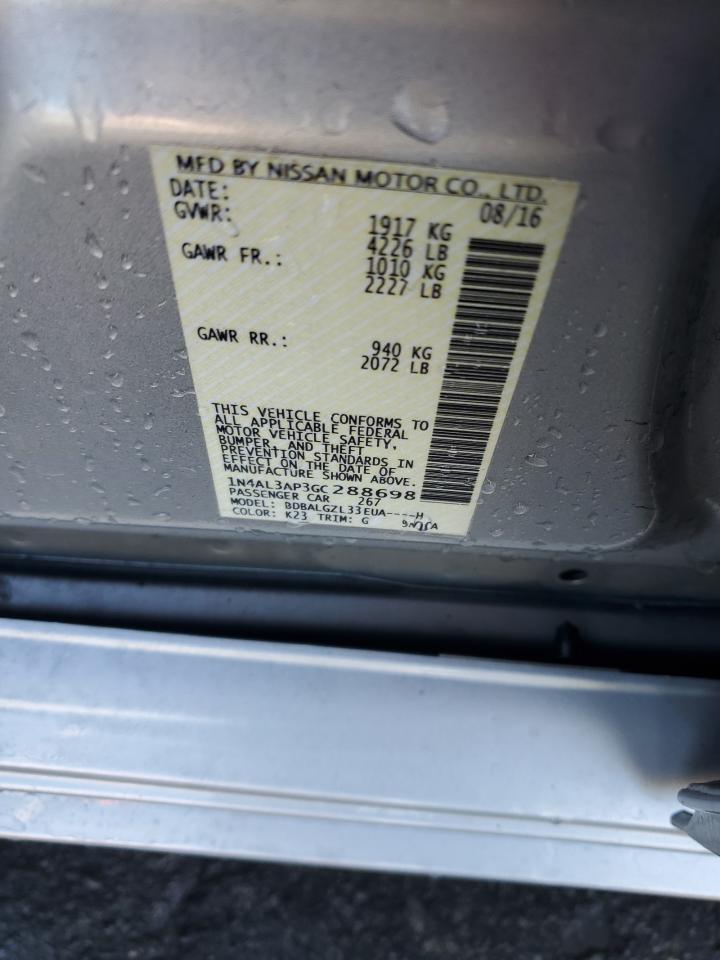 MFD BY NISSAN MOTOR CO., LTD.
DATE: 08/16
GVWR: 1917 KG
4226 LB
GAWR FR.: 1010 KG
2227 LB
GAWR RR.: 940 KG
2072 LB
THIS VEHICLE CONFORMS TO
ALL APPLICABLE FEDERAL
MOTOR VEHICLE SAFETY,
BUMPER, AND THEFT
PREVENTION STANDARDS IN
EFFECT ON THE DATE OF
MANUFACTURE SHOWN ABOVE.
1N4AL3AP3GC288698
PASSENGER CAR 267
MODEL: BDBALGZL33EUA----H
COLOR: K23 TRIM: G